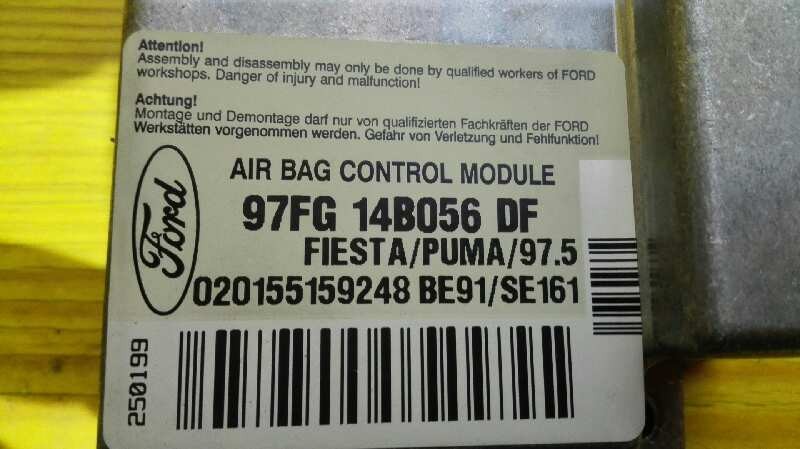 Attention!
Assembly and disassembly may only be done by qualified workers of FORD
workshops. Danger of injury and malfunction!
Achtung!
Montage und Demontage darf nur von qualifizierten Fachkräften der FORD
Werkstätten vorgenommen werden. Gefahr von Verletzung und Fehlfunktion!
Ford
AIR BAG CONTROL MODULE
97FG 14B056 DF
FIESTA/PUMA/97.5
020155159248 BE91/SE161
250199